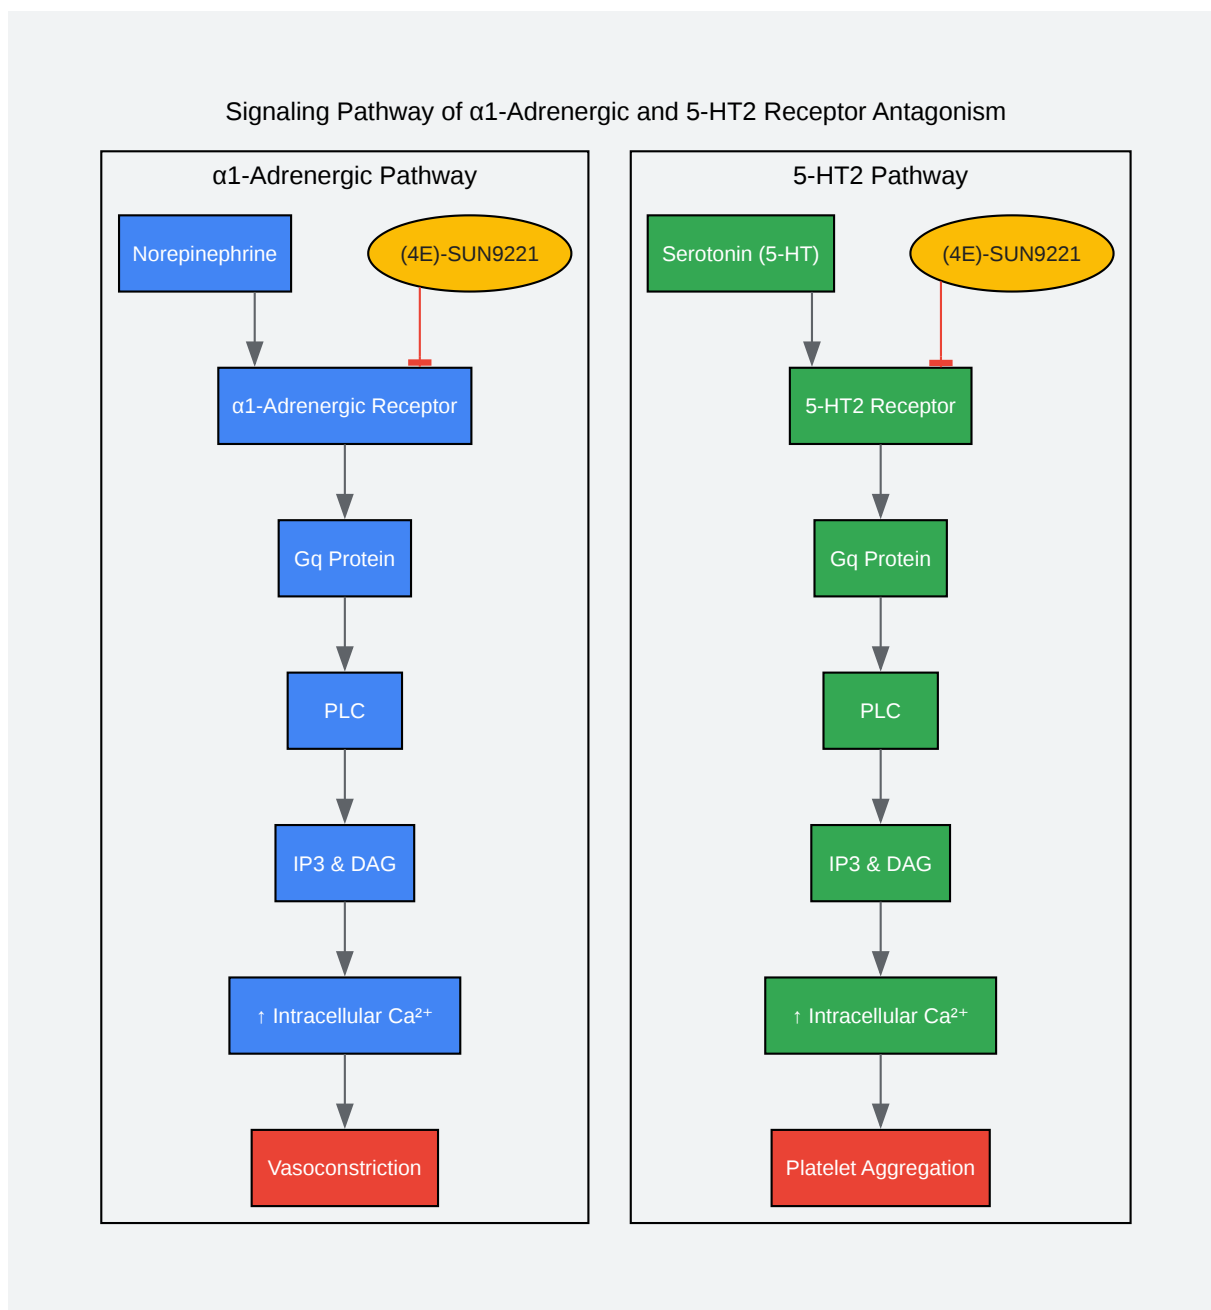 Signaling Pathway of α1-Adrenergic and 5-HT2 Receptor Antagonism
α1-Adrenergic Pathway
Norepinephrine
(4E)-SUN9221
α1-Adrenergic Receptor
Gq Protein
PLC
IP3 & DAG
↑ Intracellular Ca²⁺
Vasoconstriction
5-HT2 Pathway
Serotonin (5-HT)
(4E)-SUN9221
5-HT2 Receptor
Gq Protein
PLC
IP3 & DAG
↑ Intracellular Ca²⁺
Platelet Aggregation